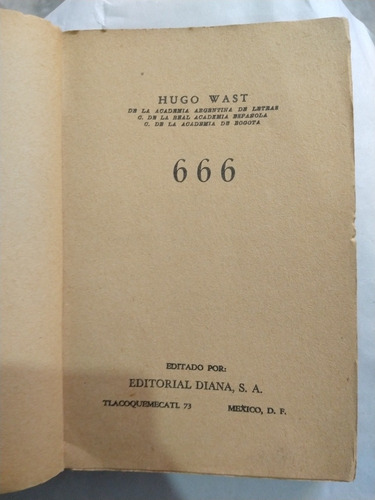 HUGO WAST
DE LA ACADEMIA ARGENTINA DE LETRAS
C. DE LA REAL ACADEMIA ESPAÑOLA
C. DE LA ACADEMIA DE BOGOTA
666
EDITADO POR:
EDITORIAL DIANA, S. A.
TLACOQUEMECATL 73 MEXICO, D. F.